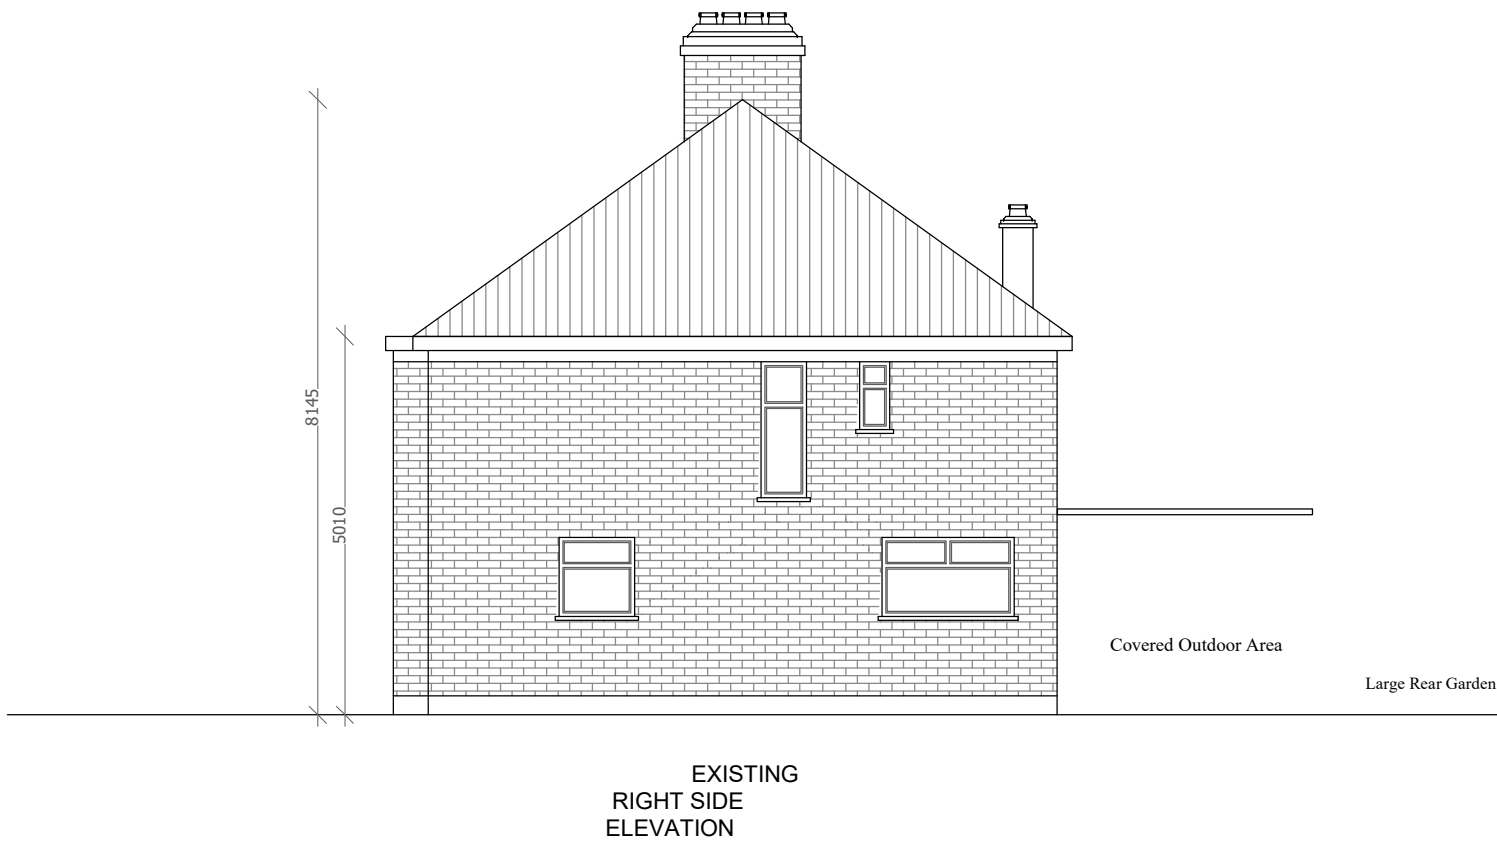 8145
5010
Covered Outdoor Area
Large Rear Garden
EXISTING
RIGHT SIDE
ELEVATION